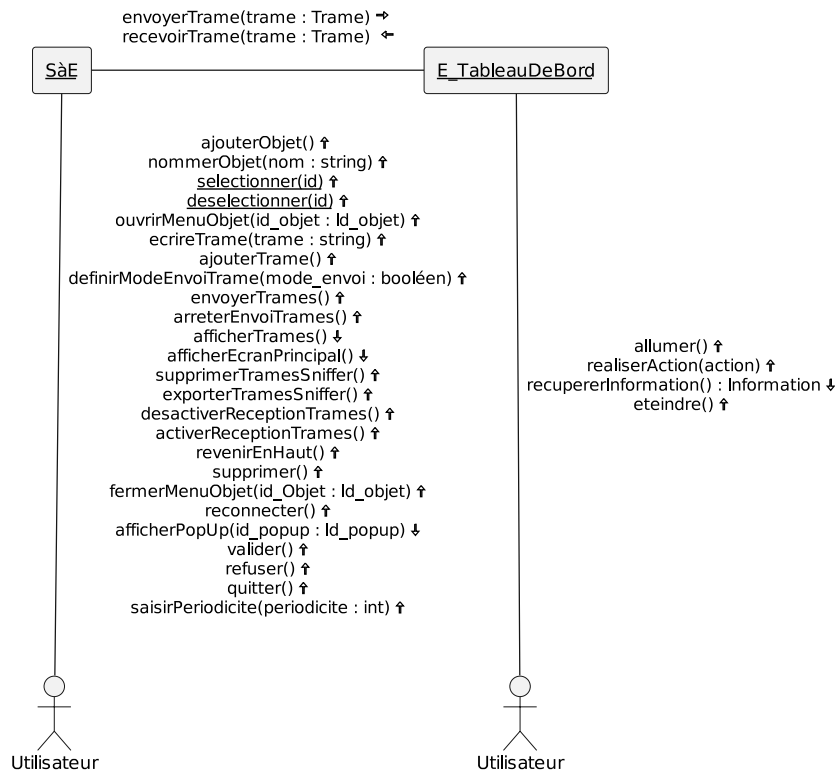 envoyerTrame(trame : Trame) →
recevoirTrame(trame : Trame) ←
SàE
E_TableauDeBord
ajouterObjet() ↑
nommerObjet(nom : string) ↑
selectionner(id) ↑
deselectionner(id) ↑
ouvrirMenuObjet(id_objet : Id_objet) ↑
ecrireTrame(trame : string) ↑
ajouterTrame() ↑
definirModeEnvoiTrame(mode_envoi : booléen) ↑
envoyerTrames() ↑
arreterEnvoiTrames() ↑
afficherTrames() ↓
afficherEcranPrincipal() ↓
supprimerTramesSniffer() ↑
exporterTramesSniffer() ↑
desactiverReceptionTrames() ↑
activerReceptionTrames() ↑
revenirEnHaut() ↑
supprimer() ↑
fermerMenuObjet(id_Objet : Id_objet) ↑
reconnecter() ↑
afficherPopUp(id_popup : Id_popup) ↓
valider() ↑
refuser() ↑
quitter() ↑
saisirPeriodicite(periodicite : int) ↑
allumer() ↑
realiserAction(action) ↑
recupererInformation() : Information ↓
eteindre() ↑
Utilisateur
Utilisateur